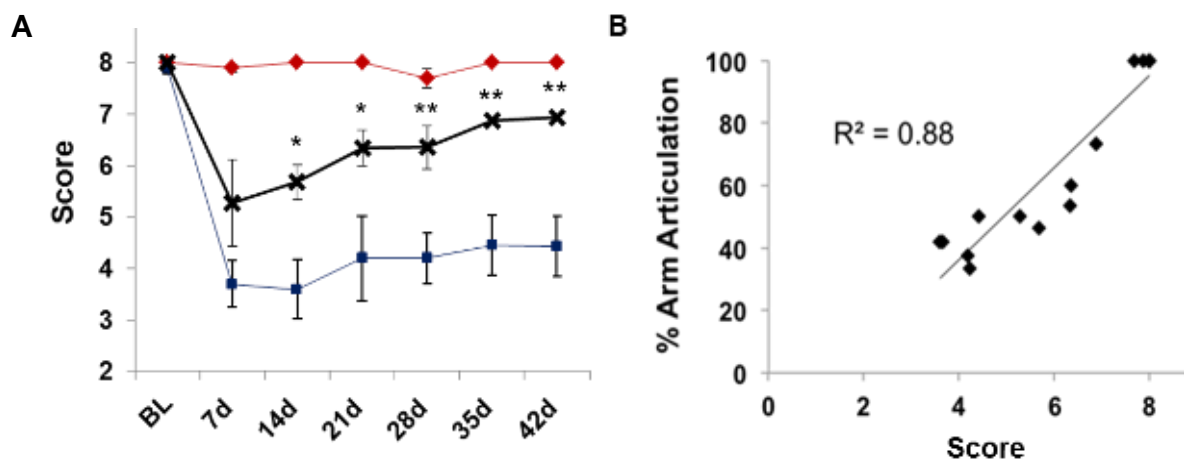 A
Score
8
7
6
5
4
3
2
* * ** ** **
BL 7d 14d 21d 28d 35d 42d
B
% Arm Articulation
100
80
60
40
20
0
R² = 0.88
0 2 4 6 8
Score